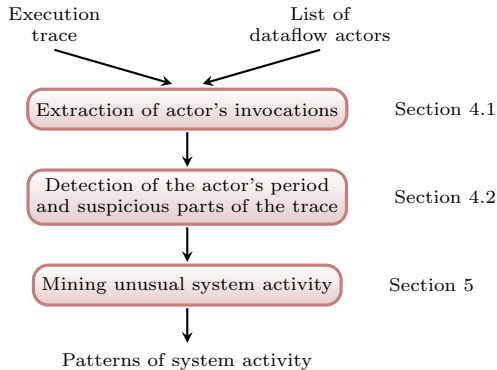 Execution
trace
List of
dataflow actors
Extraction of actor's invocations
Section 4.1
Detection of the actor's period
and suspicious parts of the trace
Section 4.2
Mining unusual system activity
Section 5
Patterns of system activity